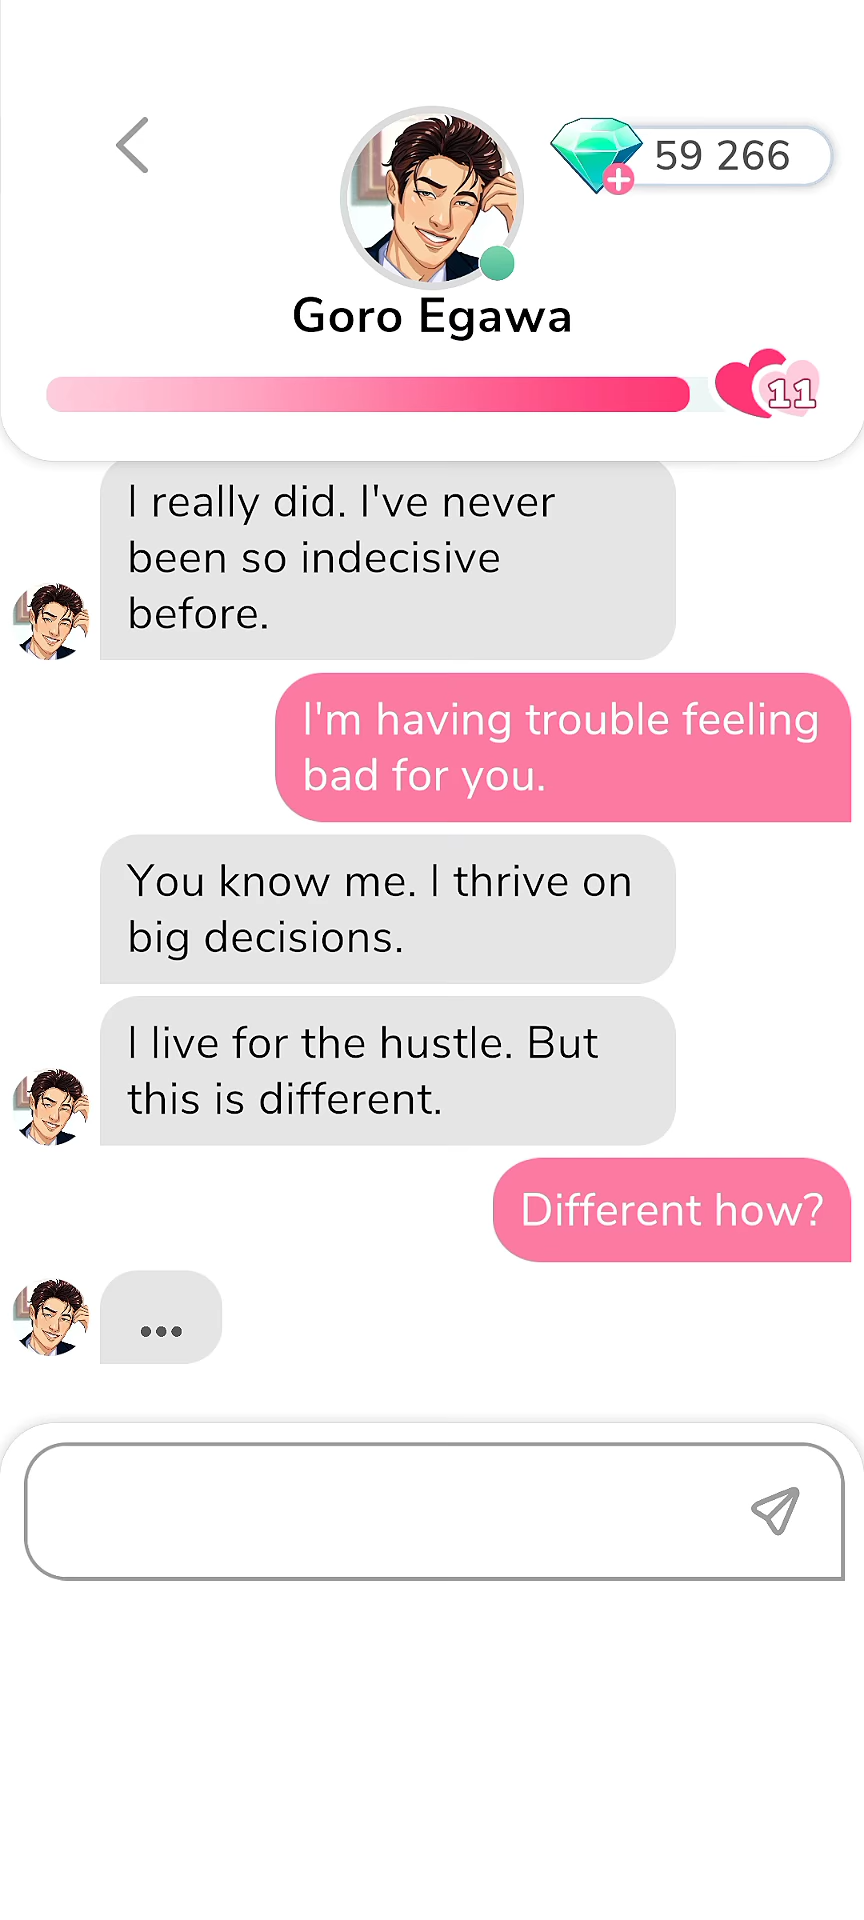 59 266
Goro Egawa
11
I really did. I've never
been so indecisive
before.
I'm having trouble feeling
bad for you.
You know me. I thrive on
big decisions.
I live for the hustle. But
this is different.
Different how?
...